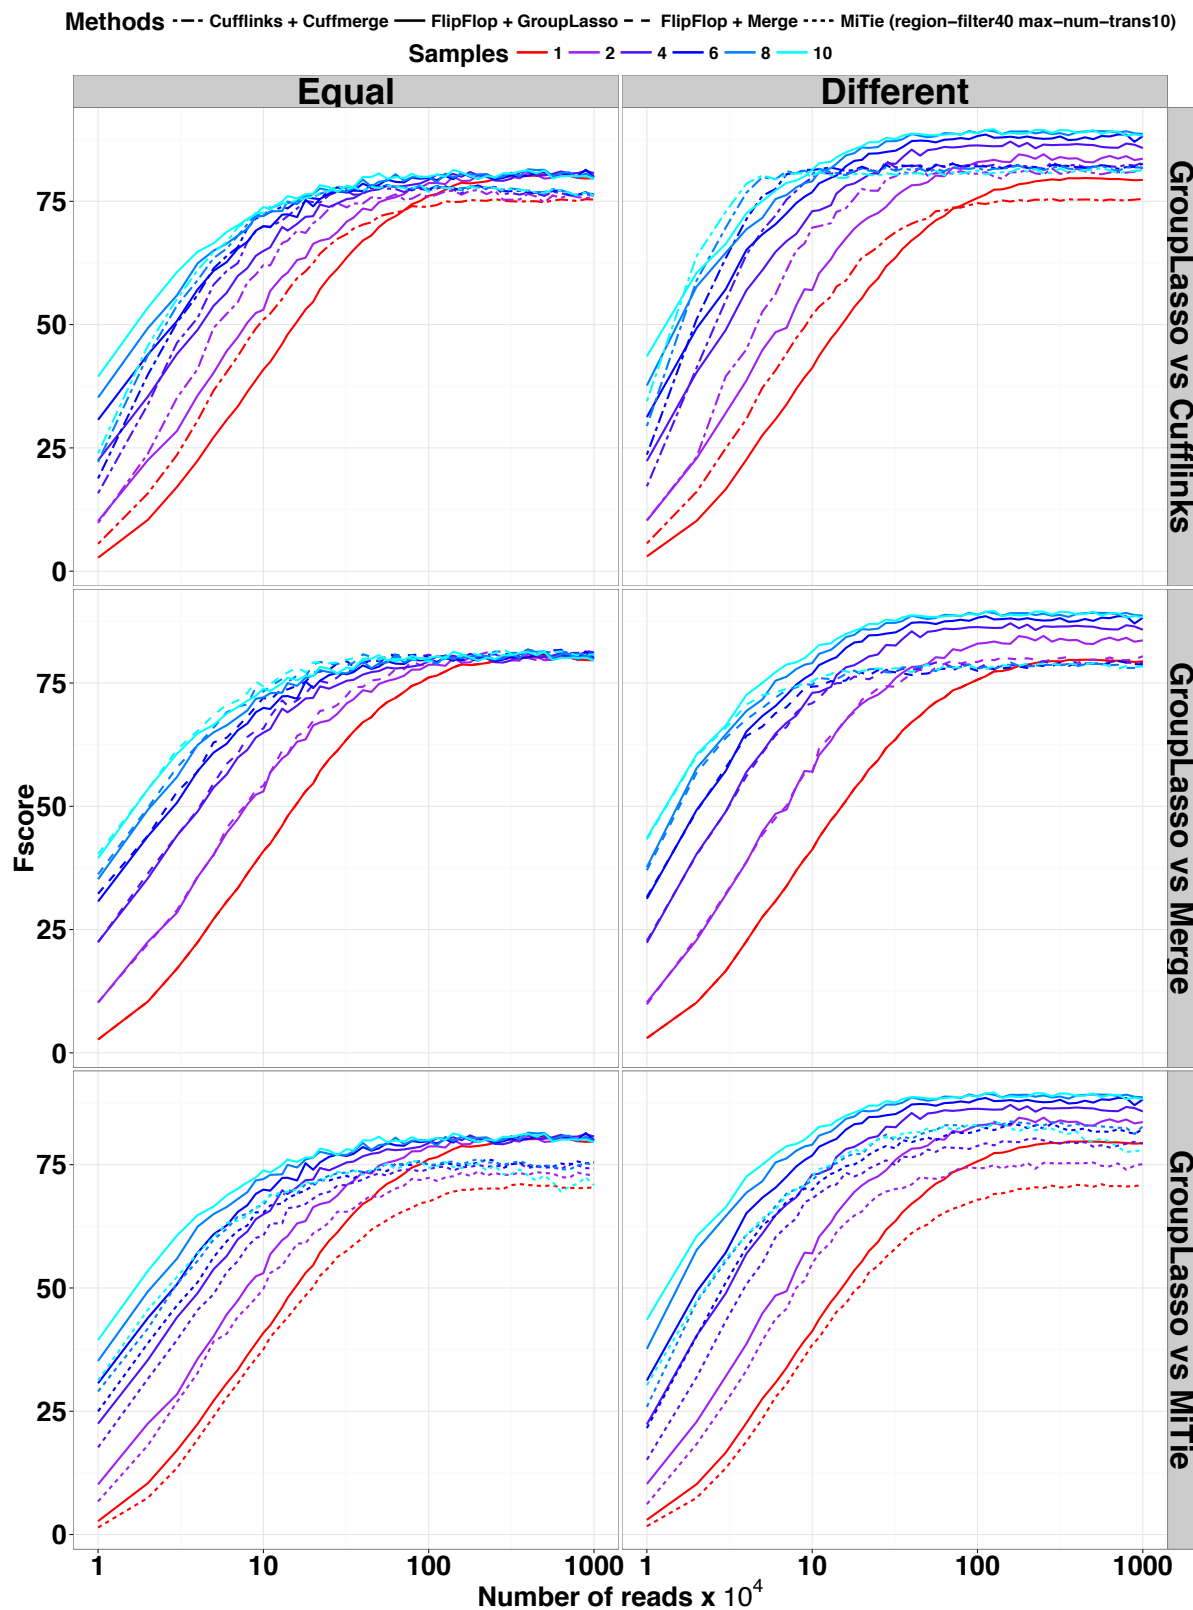 Methods Cufflinks + Cuffmerge FlipFlop + GroupLasso FlipFlop + Merge MiTie (region−filter40 max−num−trans10)
Samples 1 2 4 6 8 10
Equal Different
75
50
25
0
GroupLasso vs Cufflinks
75
50
25
0
GroupLasso vs Merge
Fscore
75
50
25
0
GroupLasso vs MiTie
1 10 100 1000 1 10 100 1000
Number of reads x 10^4